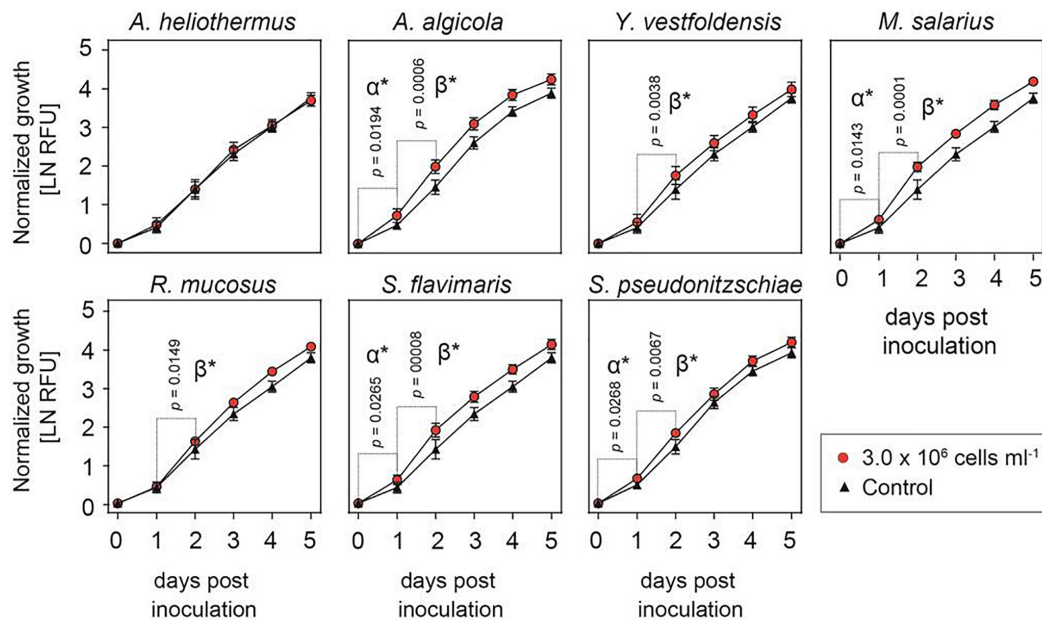 A. heliothermus
A. algicola
Y. vestfoldensis
M. salarius
Normalized growth
[LN RFU]
5
4
3
2
1
0
α*
p = 0.0194
p = 0.0006
β*
p = 0.0038
β*
α*
p = 0.0143
p = 0.0001
β*
0 1 2 3 4 5
days post
inoculation
R. mucosus
S. flavimaris
S. pseudonitzschiae
Normalized growth
[LN RFU]
5
4
3
2
1
0
p = 0.0149
β*
α*
p = 0.0265
p = 00008
β*
α*
p = 0.0268
p = 0.0067
β*
0 1 2 3 4 5
0 1 2 3 4 5
0 1 2 3 4 5
days post
inoculation
days post
inoculation
days post
inoculation
3.0 x 10⁶ cells ml⁻¹
Control